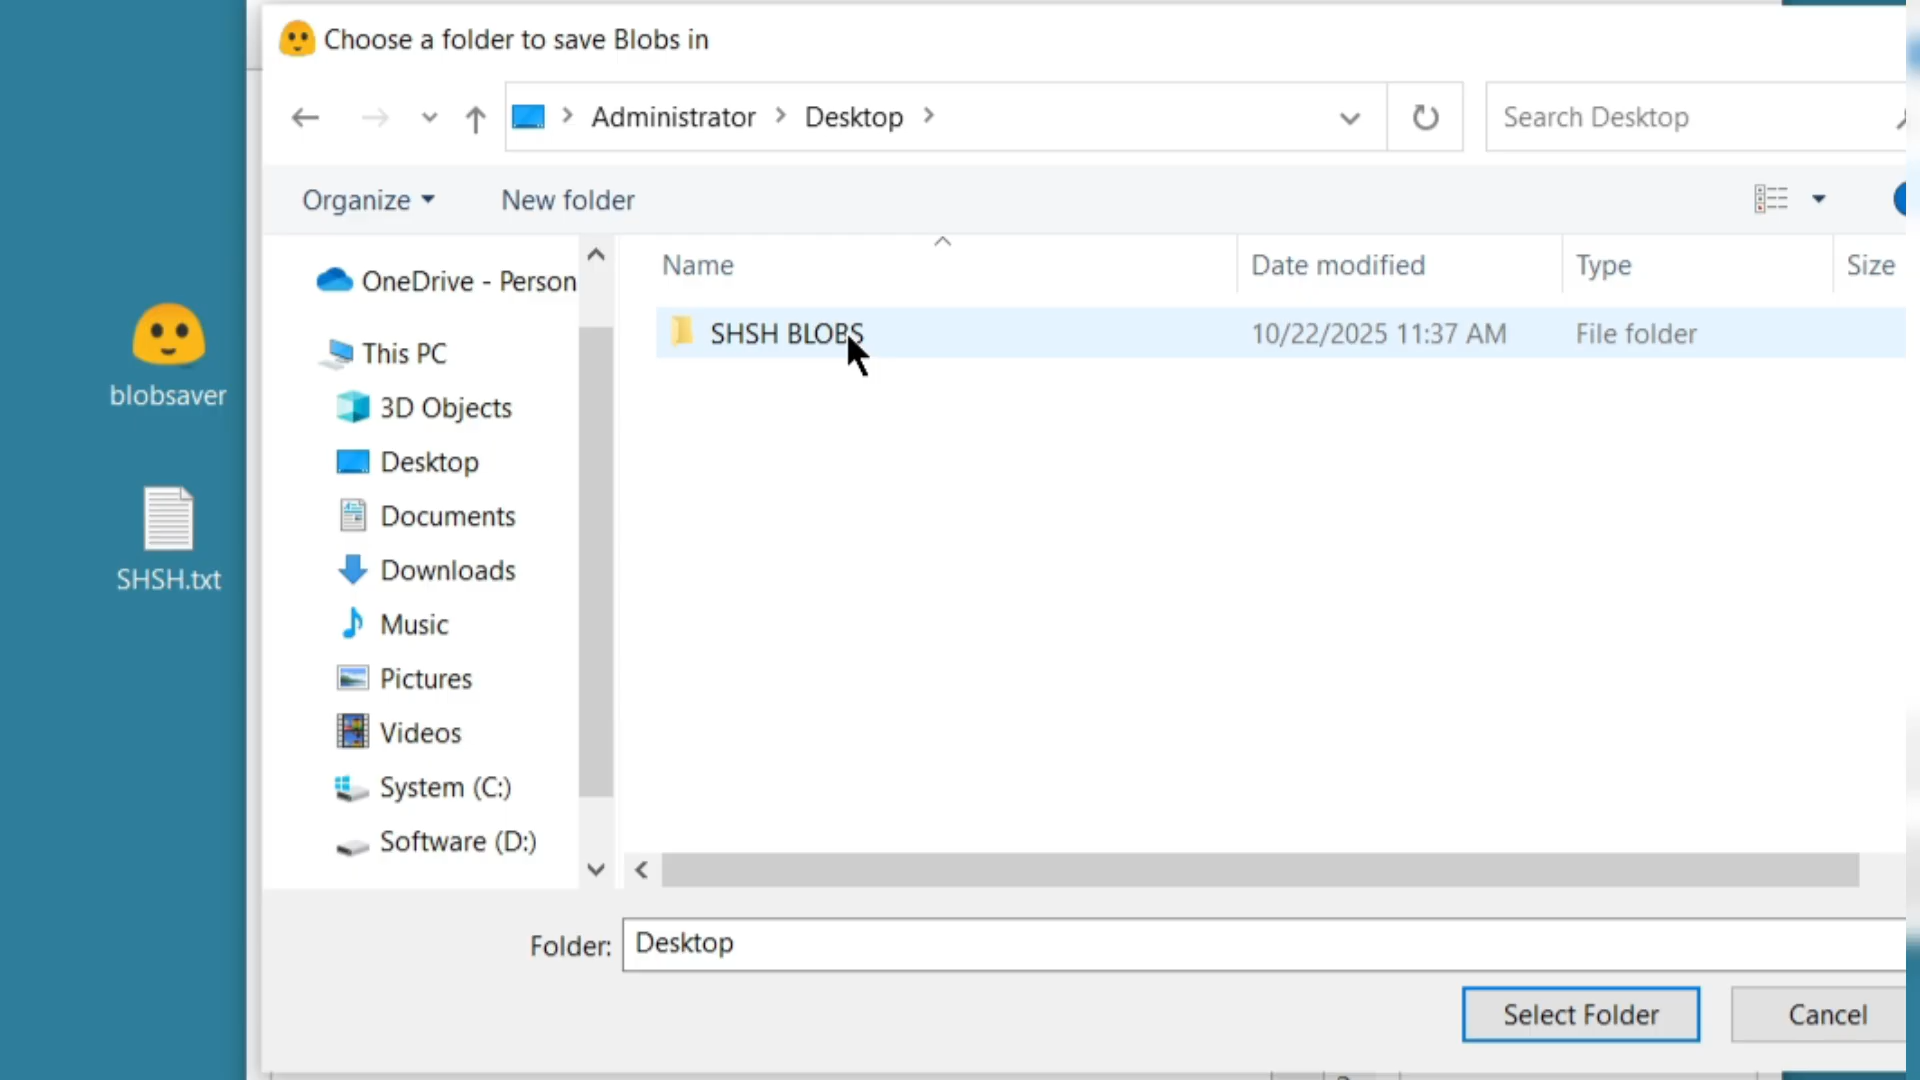 Choose a folder to save Blobs in
Administrator Desktop
Search Desktop
Organize New folder
Name Date modified Type Size
SHSH BLOBS 10/22/2025 11:37 AM File folder
OneDrive - Person
This PC
3D Objects
Desktop
Documents
Downloads
Music
Pictures
Videos
System (C:)
Software (D:)
Folder: Desktop
Select Folder Cancel
blobsaver
SHSH.txt